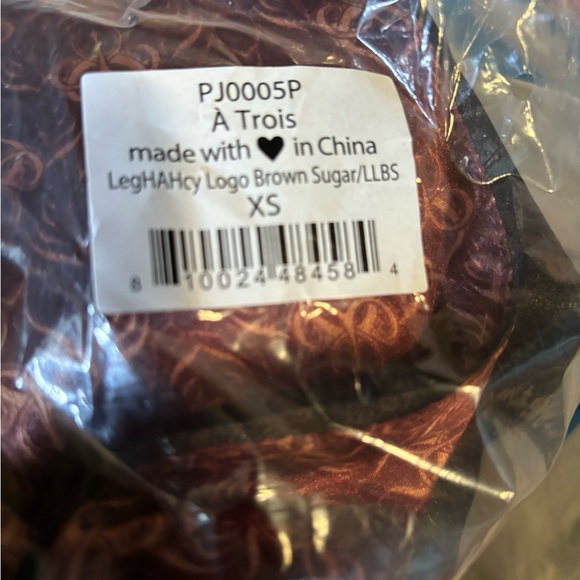 PJ0005P
À Trois
made with ♥ in China
LegHAHcy Logo Brown Sugar/LLBS
XS
8 10024 48458 4